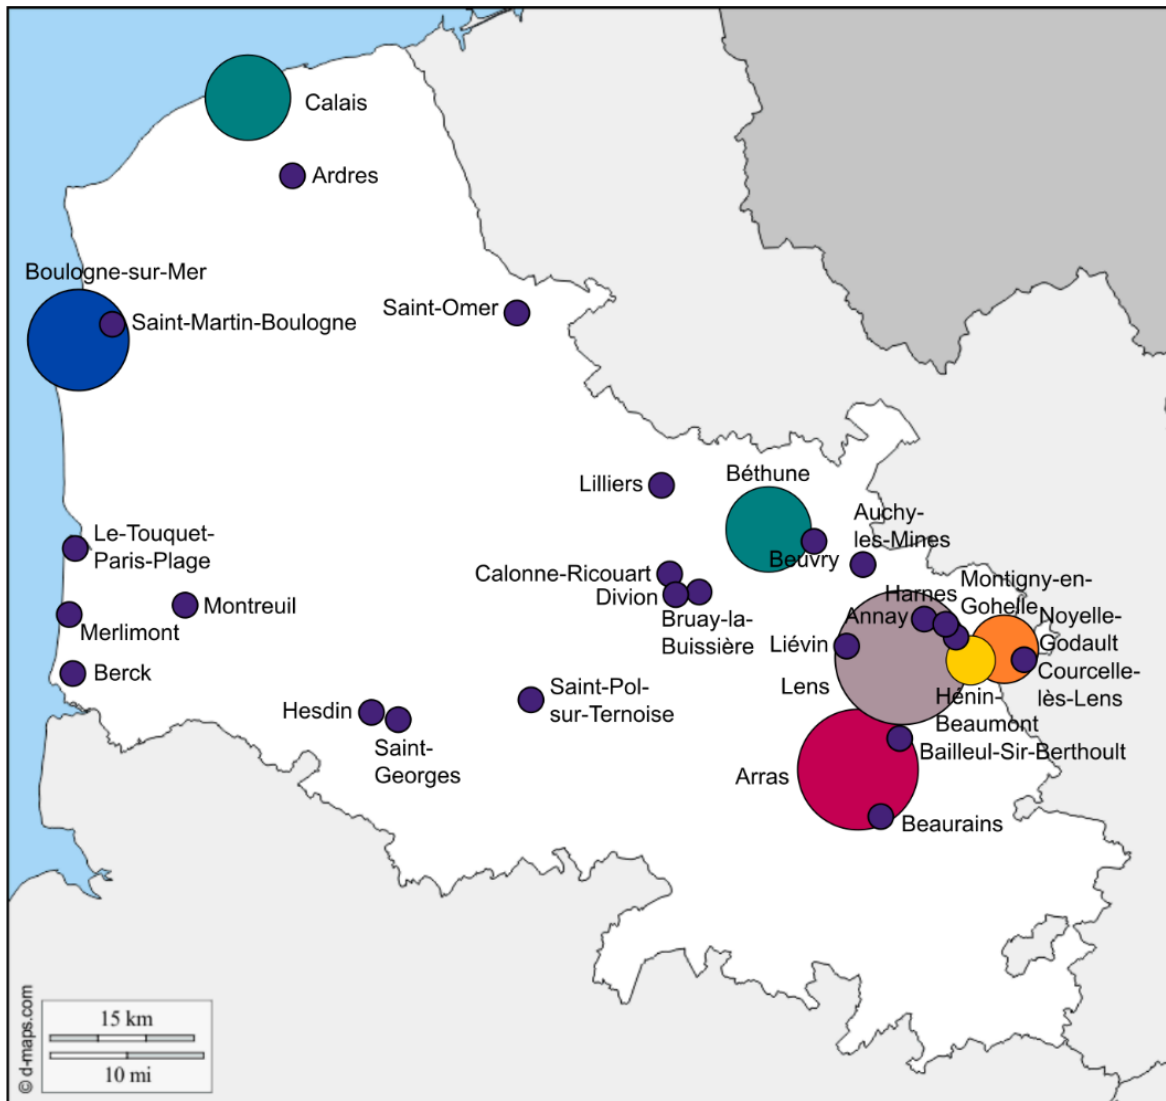 Calais
Ardres
Boulogne-sur-Mer
Saint-Martin-Boulogne
Saint-Omer
Lilliers
Béthune
Auchy-
les-Mines
Beuvry
Le-Touquet-
Paris-Plage
Calonne-Ricouart
Divion
Bruay-la-
Buissière
Montreuil
Merlimont
Berck
Harnes
Montigny-en-
Gohelle
Annay
Noyelle-
Godault
Liévin
Courcelle-
lès-Lens
Lens
Hénin-
Beaumont
Saint-Pol-
sur-Ternoise
Hesdin
Saint-
Georges
Bailleul-Sir-Berthoult
Arras
Beaurains
15 km
10 mi
© d-maps.com